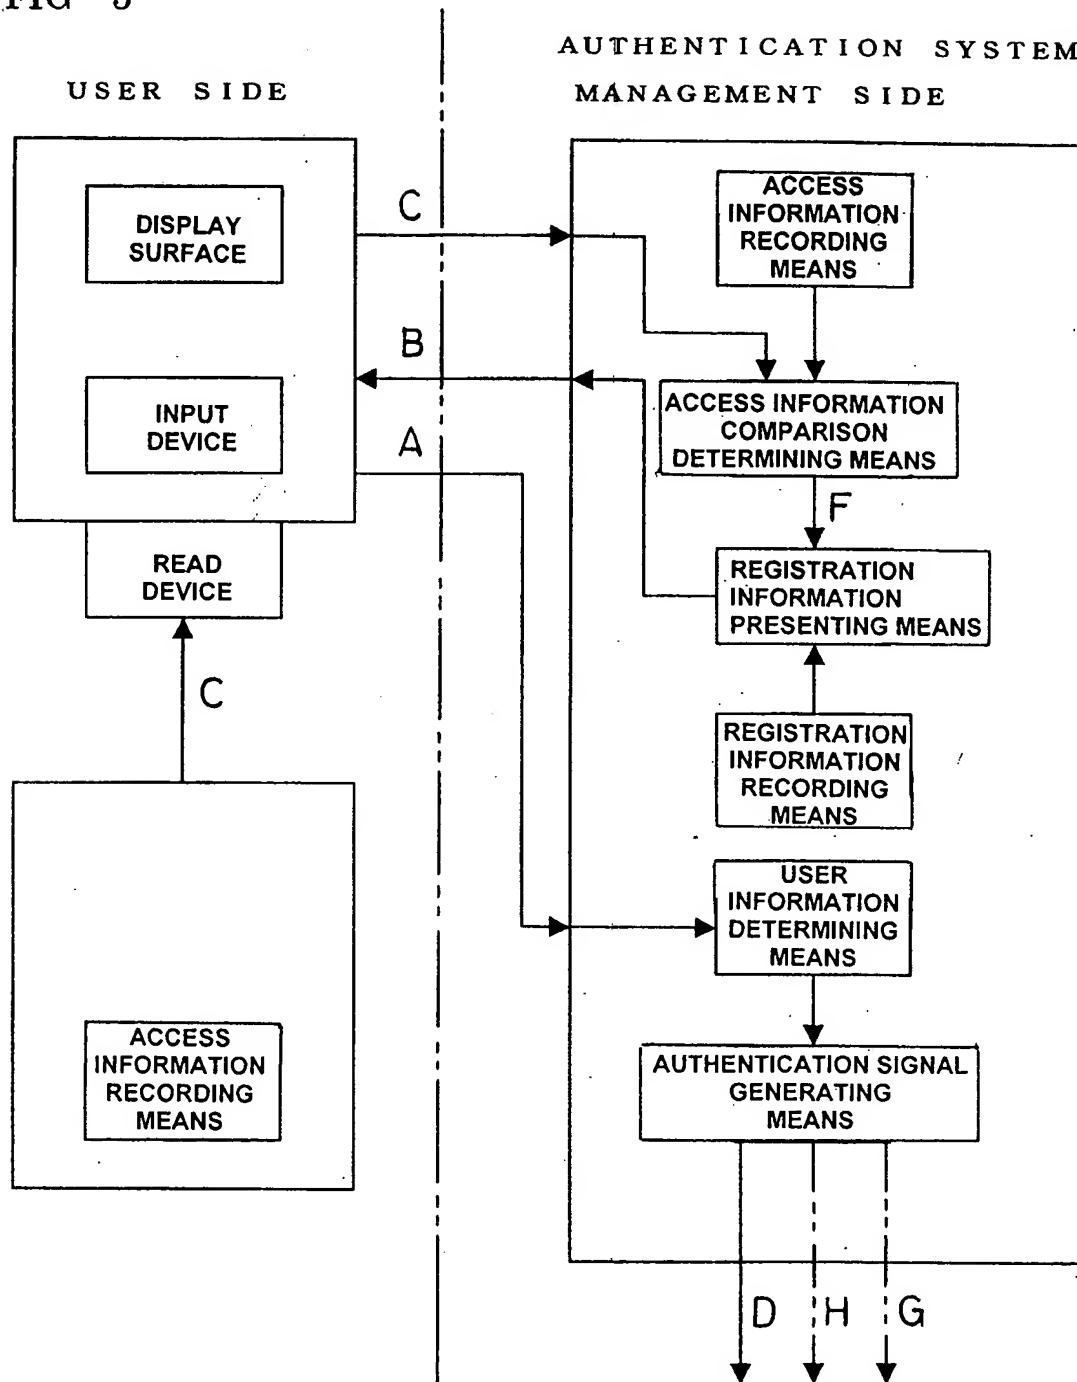 USER SIDE
AUTHENTICATION SYSTEM
MANAGEMENT SIDE
DISPLAY
SURFACE
INPUT
DEVICE
READ
DEVICE
C
B
A
C
ACCESS
INFORMATION
RECORDING
MEANS
ACCESS
INFORMATION
RECORDING
MEANS
ACCESS INFORMATION
COMPARISON
DETERMINING MEANS
F
REGISTRATION
INFORMATION
PRESENTING MEANS
REGISTRATION
INFORMATION
RECORDING
MEANS
USER
INFORMATION
DETERMINING
MEANS
AUTHENTICATION SIGNAL
GENERATING
MEANS
D
H
G